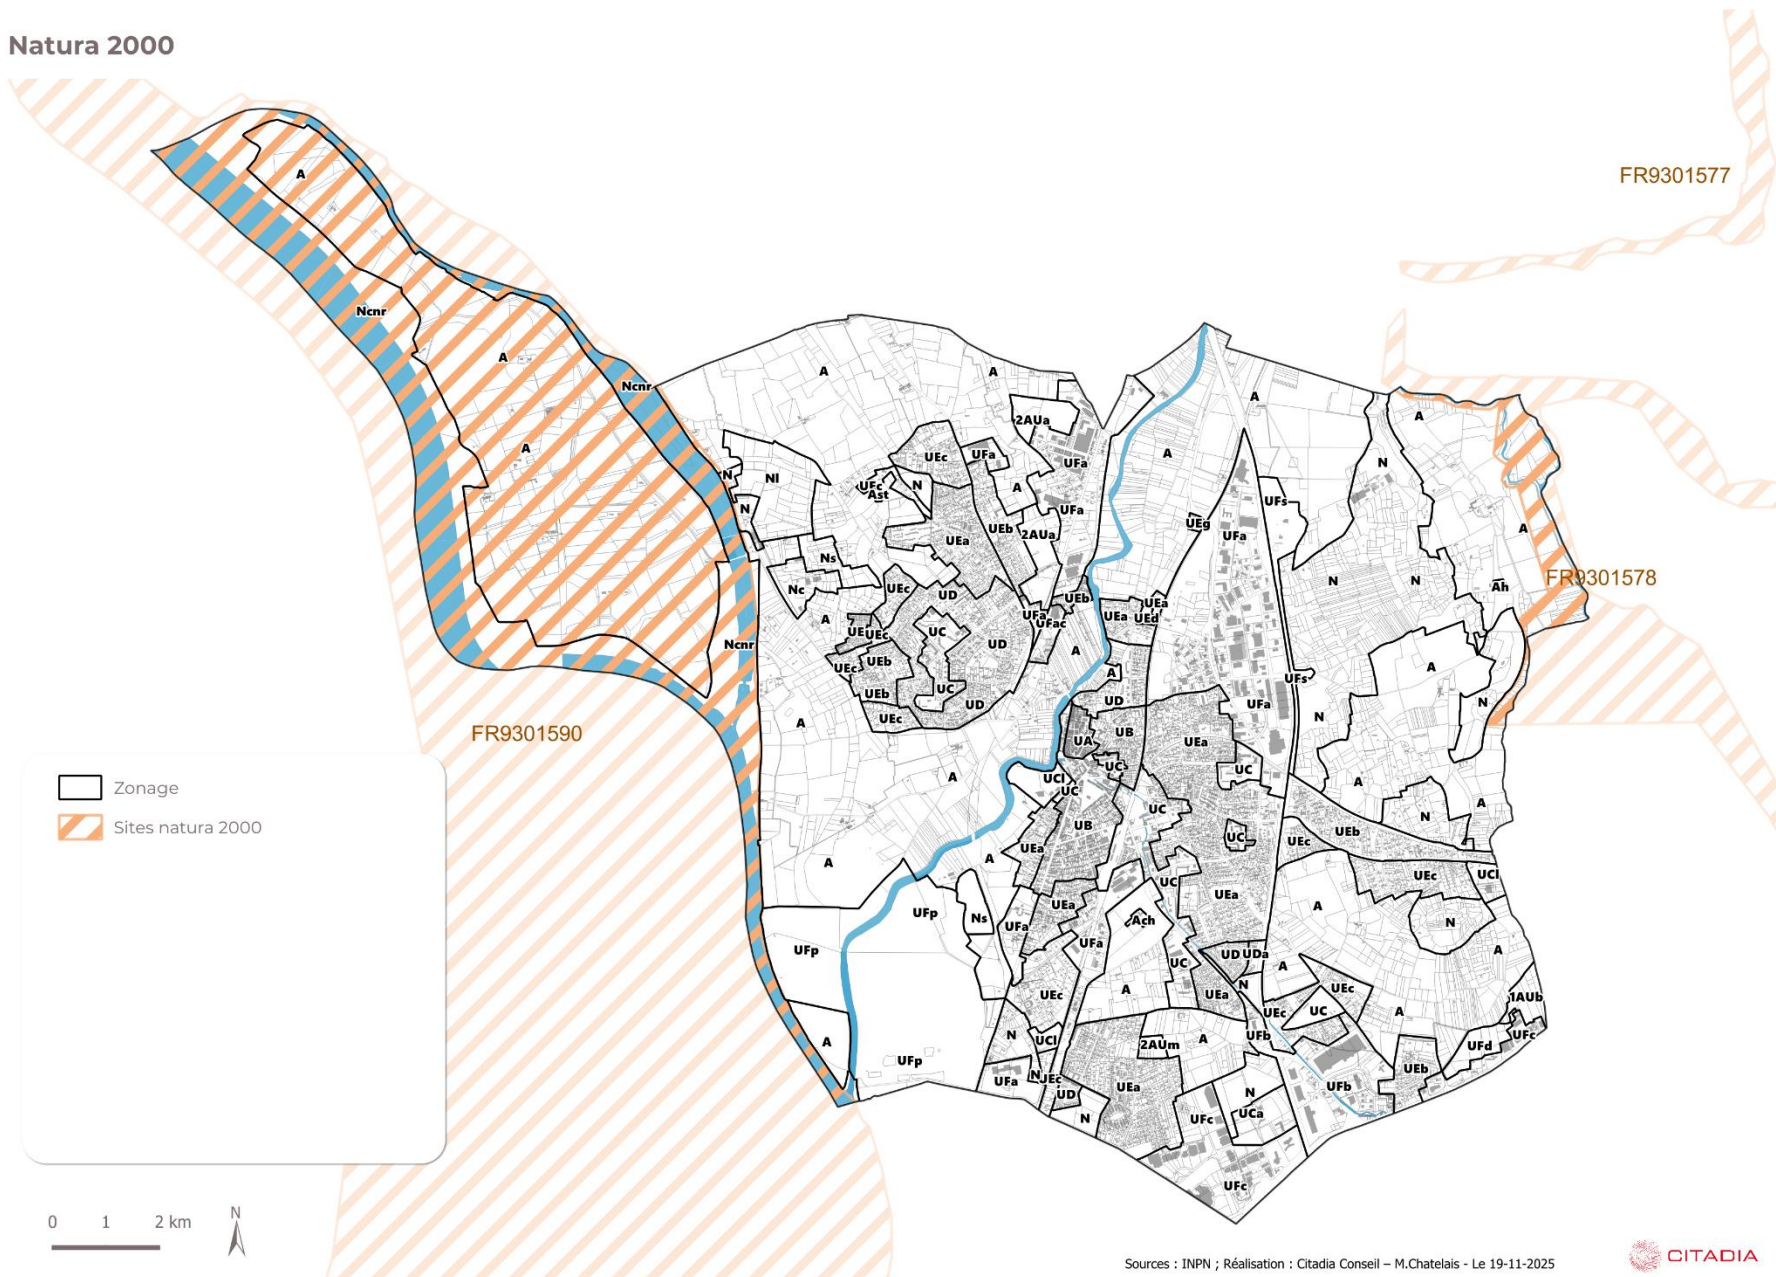 Natura 2000
FR9301577
A
Ncnr
A
A
Ncnr
A
A
A
A
2AUa
A
UEc
UFa
UFa
A
N
N
Nl
UFc
Ast
N
A
UFs
N
UFa
UEb
2AUa
UEg
UFa
A
UEa
Ns
Nc
UEc
UD
UEb
UEa
N
N
Ah
FR9301578
A
UE
UEc
UC
UFa
UFac
UEa
UEd
UD
A
Ncnr
UEc
UEb
A
A
UFs
UEb
UC
UD
UD
UFa
N
N
UEc
A
UA
UB
UEa
FR9301590
A
UCl
UC
UC
UC
A
UC
UB
A
N
UEb
UC
UEc
UEa
A
A
UC
UEc
UCl
UEa
UEa
A
UFp
Ns
UFa
Ach
N
UFa
UFp
UC
UD
UDa
A
A
UEc
A
UEa
N
UEc
1AUb
UC
UEc
A
N
UCl
2AUm
A
UFb
UFd
UFc
A
UFp
UFa
N
UEc
UEa
UFb
UEb
UD
N
N
UCa
UFc
UFc
Zonage
Sites natura 2000
0 1 2 km
N
Sources : INPN ; Réalisation : Citadia Conseil – M.Chatelais - Le 19-11-2025
CITADIA